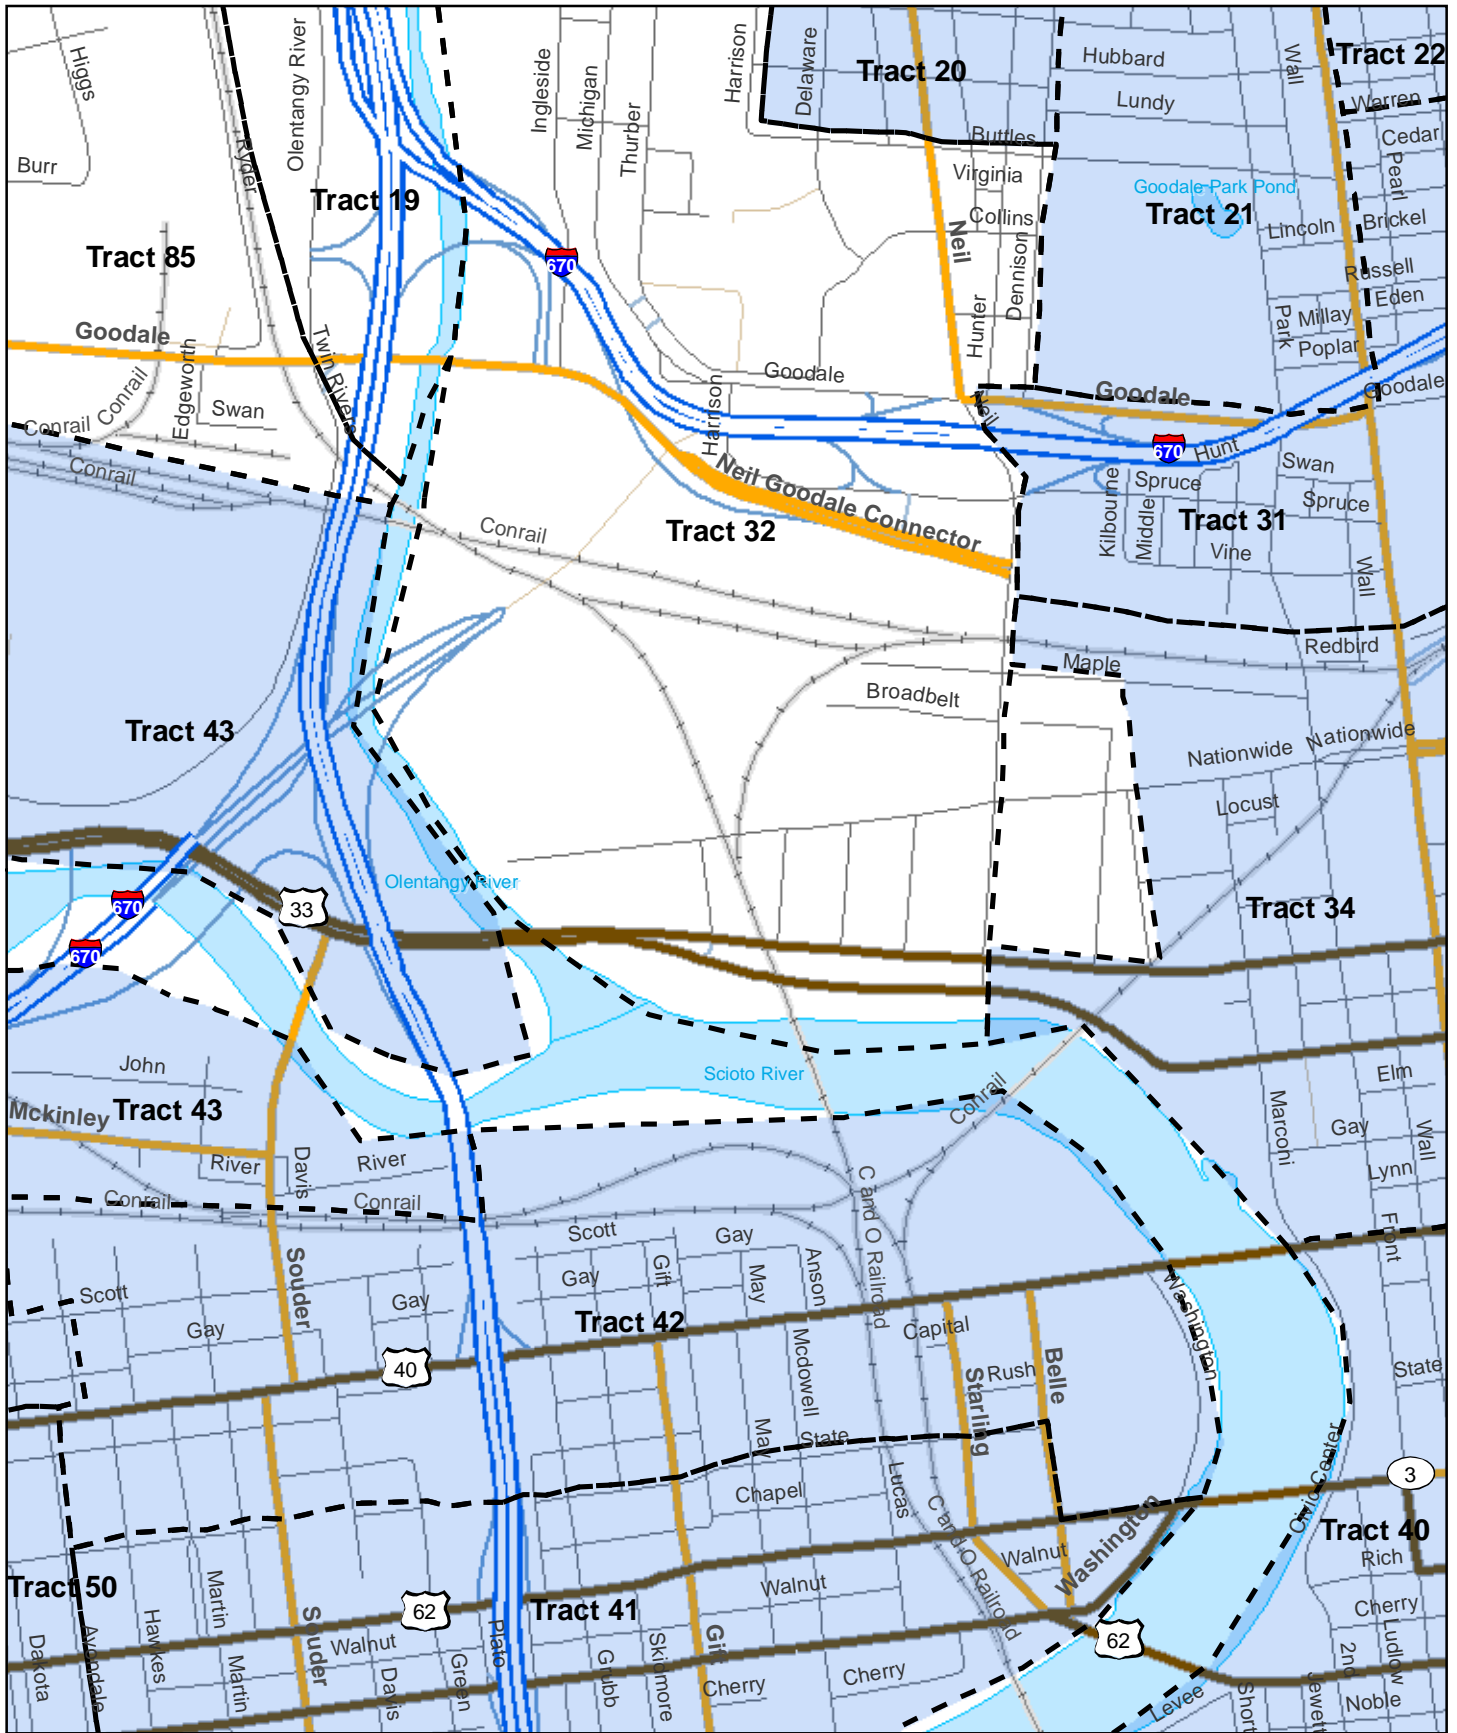 Higgs
Olentangy River
Ingleside
Michigan
Thurber
Harrison
Delaware
Tract 20
Hubbard
Wall
Tract 22
Lundy
Warren
Buttles
Cedar
Burr
Ryder
Virginia
Pearl
Tract 19
Goodale Park Pond
Tract 21
Collins
Lincoln
Brickel
Neil
Dennison
Tract 85
670
Russell
Eden
Hunter
Park
Millay
Goodale
Twin Rivers
Poplar
Edgeworth
Goodale
Goodale
Goodale
Conrail
Swan
Harrison
Neil
Conrail
670
Hunt
Conrail
Neil Goodale Connector
Kilbourne
Spruce
Swan
Spruce
Middle
Tract 31
Tract 32
Conrail
Vine
Wall
Redbird
Maple
Broadbelt
Tract 43
Nationwide
Nationwide
Locust
Olentangy River
670
33
Tract 34
670
Scioto River
John
Elm
Conrail
Mckinley
Tract 43
Marconi
Gay
Wall
River
Davis
River
Lynn
Conrail
Conrail
C and O Railroad
Front
Scott
Gay
Souder
Gift
Gay
May
Anson
Scott
Washington
Gay
Gay
Tract 42
Capital
Mcdowell
Belle
40
Rush
State
Starling
May
State
Civic Center
Lucas
3
Chapel
C and O Railroad
Washington
Tract 40
Walnut
Rich
Tract 50
Martin
Walnut
62
Tract 41
Cherry
Souder
Hawkes
Walnut
Plato
Gift
62
Dakota
Avondale
Martin
Davis
Green
Grubb
Skidmore
Cherry
Cherry
Levee
Short
Jewett
2nd
Ludlow
Noble